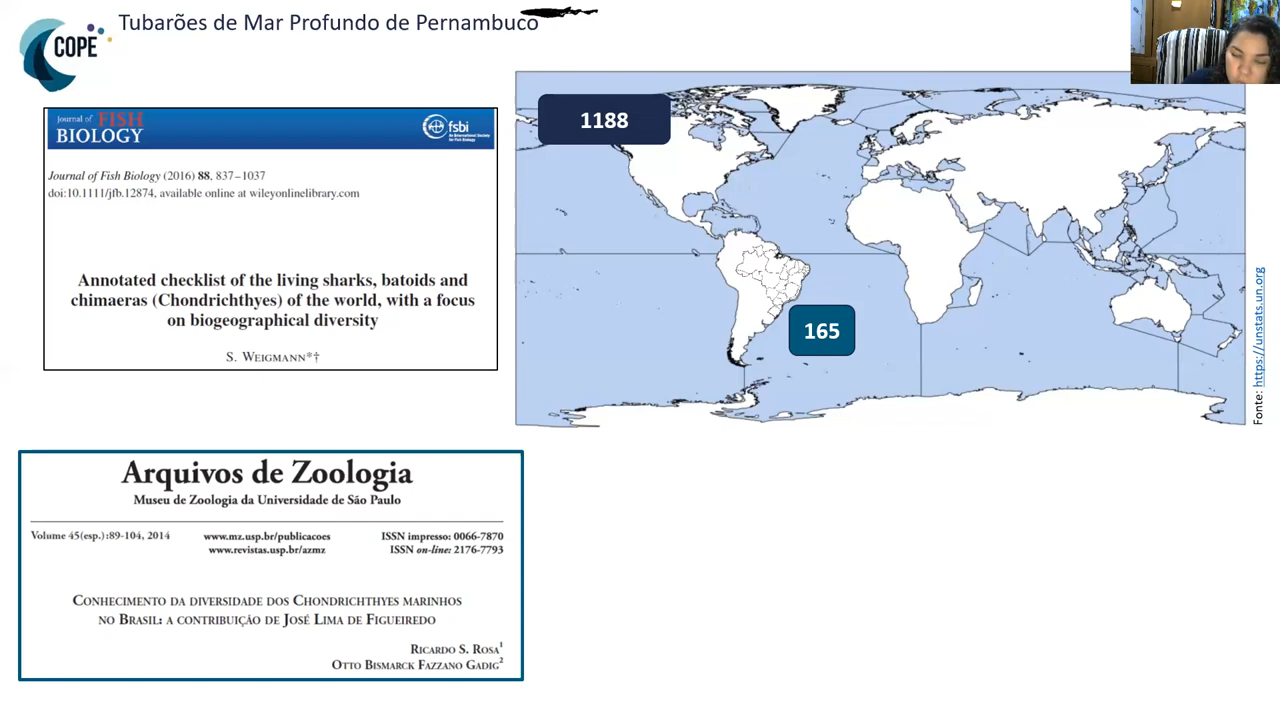 COPE
Tubarões de Mar Profundo de Pernambuco
Journal of FISH
BIOLOGY
fsbi
Journal of Fish Biology (2016) 88, 837–1037
doi:10.1111/jfb.12874, available online at wileyonlinelibrary.com
Annotated checklist of the living sharks, batoids and
chimaeras (Chondrichthyes) of the world, with a focus
on biogeographical diversity
S. Weigmann*†
1188
165
Fonte: https://unstats.un.org
Arquivos de Zoologia
Museu de Zoologia da Universidade de São Paulo
Volume 45(esp.):89-104, 2014
www.mz.usp.br/publicacoes
www.revistas.usp.br/azmz
ISSN impresso: 0066-7870
ISSN on-line: 2176-7793
Conhecimento da diversidade dos Chondrichthyes marinhos
no Brasil: a contribuição de José Lima de Figueiredo
Ricardo S. Rosa¹
Otto Bismarck Fazzano Gadig²